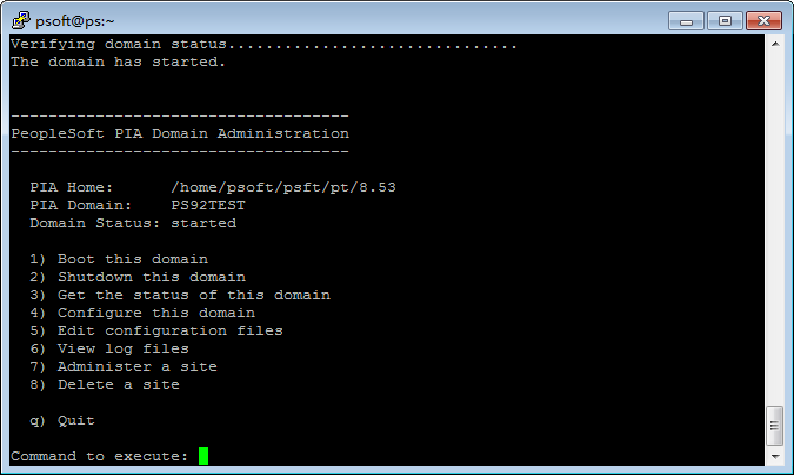 psoft@ps:~
Verifying domain status...............................
The domain has started.
------------------------------------
PeopleSoft PIA Domain Administration
------------------------------------
PIA Home: /home/psoft/psft/pt/8.53
PIA Domain: PS92TEST
Domain Status: started
1) Boot this domain
2) Shutdown this domain
3) Get the status of this domain
4) Configure this domain
5) Edit configuration files
6) View log files
7) Administer a site
8) Delete a site
q) Quit
Command to execute: